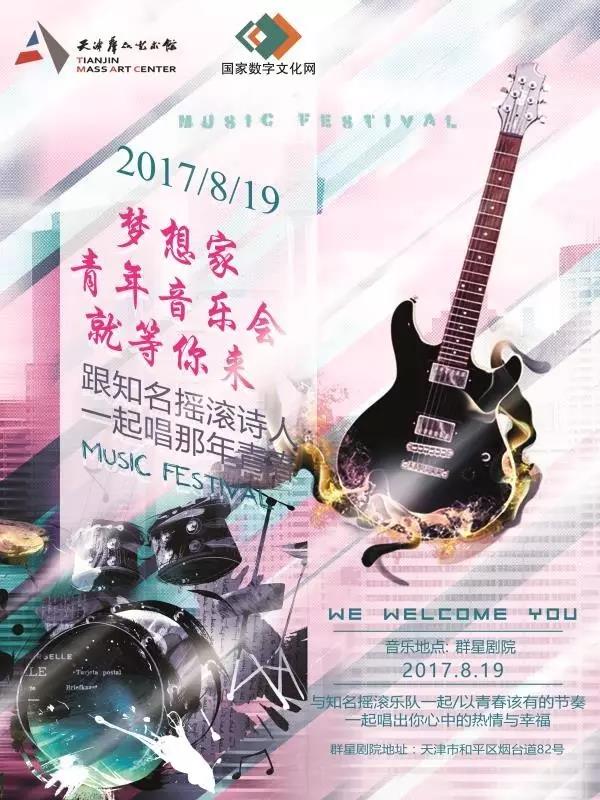 天津群众艺术馆
TIANJIN
MASS ART CENTER
国家数字文化网
MUSIC FESTIVAL
2017/8/19
梦想家
青年音乐会
就等你来
跟知名摇滚诗人
一起唱那年青春
MUSIC FESTIVAL
SELLE
LLE
Tarjeta postal
Briefkaart
WE WELCOME YOU
音乐地点: 群星剧院
2017.8.19
与知名摇滚乐队一起/以青春该有的节奏
一起唱出你心中的热情与幸福
群星剧院地址：天津市和平区烟台道82号